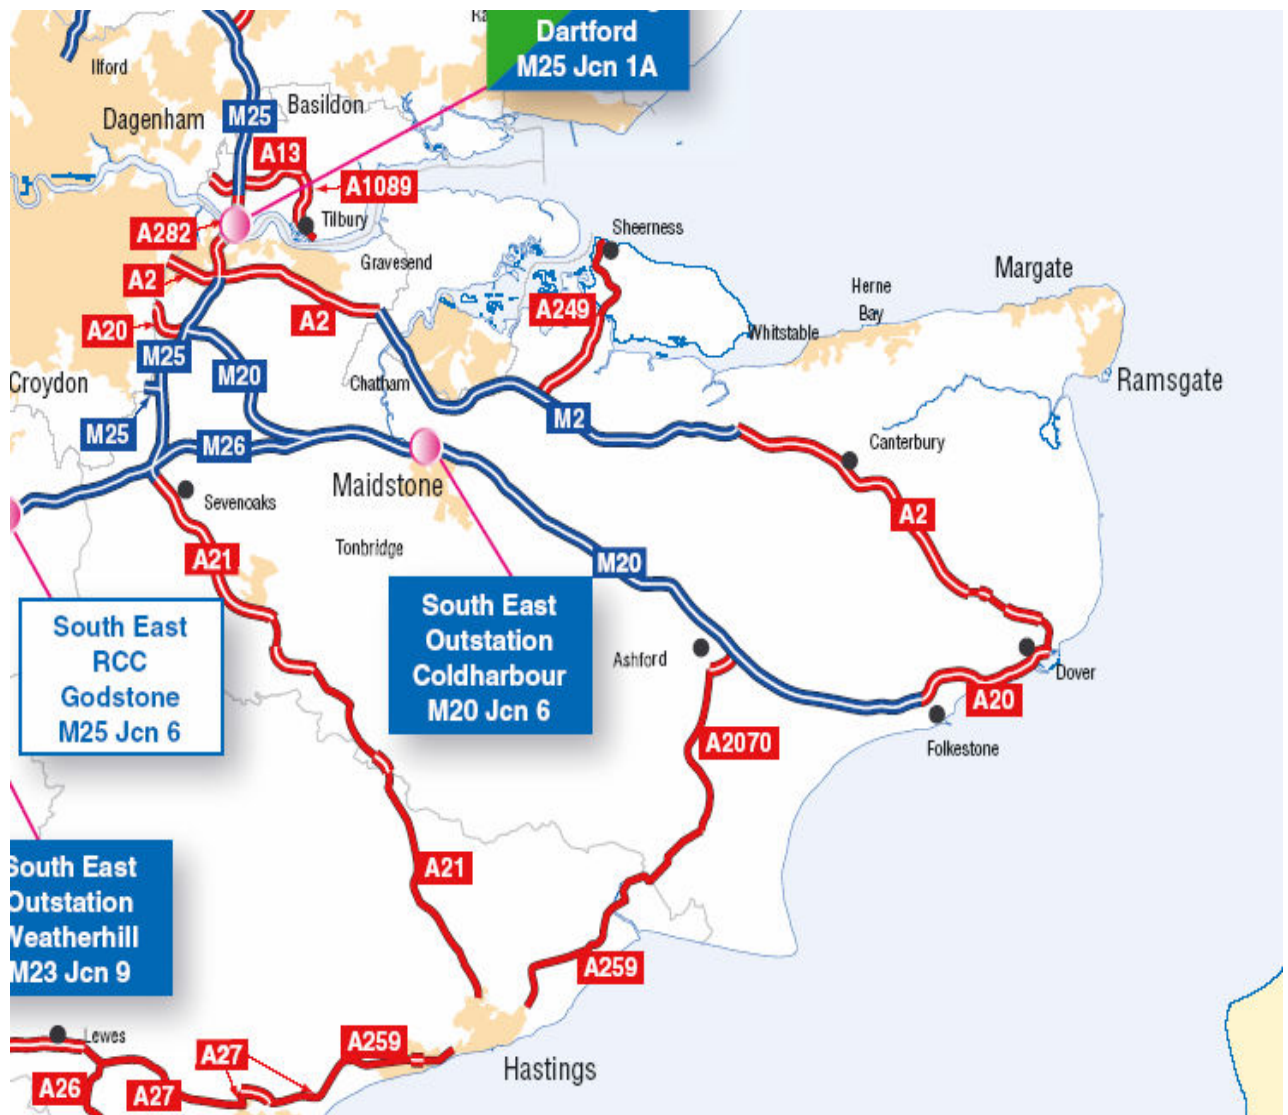 Dartford
M25 Jcn 1A
Ilford
Basildon
Dagenham
M25
A13
A1089
Tilbury
A282
Sheerness
Gravesend
A2
A2
A249
Herne
Bay
Margate
A20
M25
M20
Whitstable
Croydon
Chatham
Ramsgate
M25
M26
M2
Canterbury
Maidstone
Sevenoaks
A2
Tonbridge
A21
M20
South East
RCC
Godstone
M25 Jcn 6
South East
Outstation
Coldharbour
M20 Jcn 6
Ashford
Dover
A20
A2070
Folkestone
A21
South East
Outstation
Weatherhill
M23 Jcn 9
A259
Lewes
A27
A259
Hastings
A26
A27